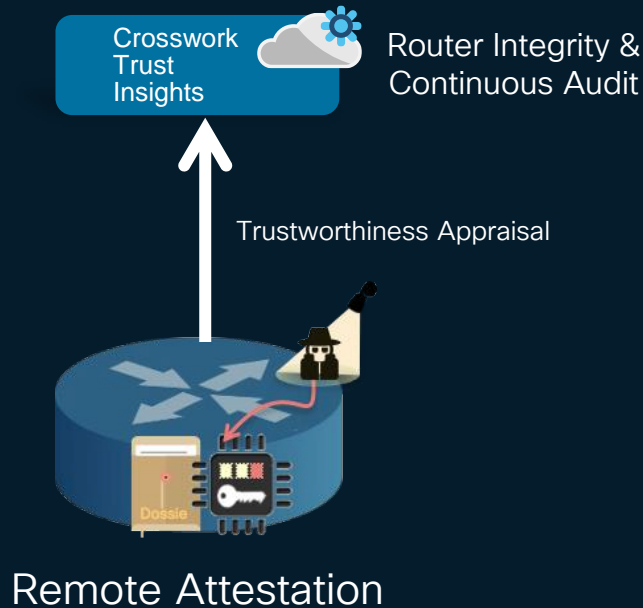 Crosswork
Trust
Insights
Router Integrity &
Continuous Audit
Trustworthiness Appraisal
Dossie
Remote Attestation